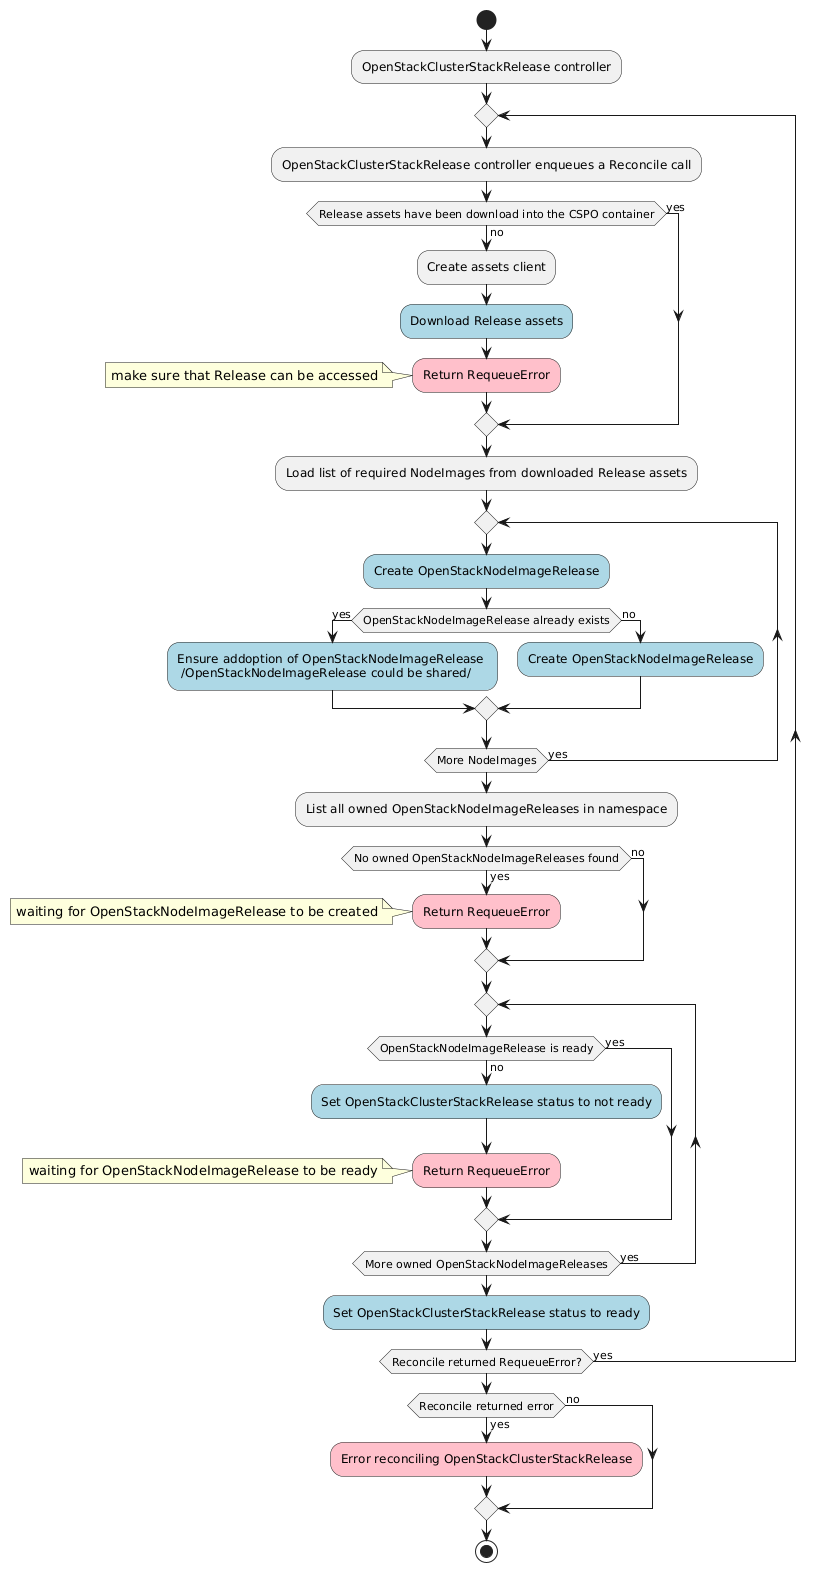 OpenStackClusterStackRelease controller
OpenStackClusterStackRelease controller enqueues a Reconcile call
Release assets have been download into the CSPO container
yes
no
Create assets client
Download Release assets
make sure that Release can be accessed
Return RequeueError
Load list of required NodeImages from downloaded Release assets
Create OpenStackNodeImageRelease
yes
OpenStackNodeImageRelease already exists
no
Ensure addoption of OpenStackNodeImageRelease
/OpenStackNodeImageRelease could be shared/
Create OpenStackNodeImageRelease
More NodeImages
yes
List all owned OpenStackNodeImageReleases in namespace
No owned OpenStackNodeImageReleases found
no
yes
waiting for OpenStackNodeImageRelease to be created
Return RequeueError
OpenStackNodeImageRelease is ready
yes
no
Set OpenStackClusterStackRelease status to not ready
waiting for OpenStackNodeImageRelease to be ready
Return RequeueError
More owned OpenStackNodeImageReleases
yes
Set OpenStackClusterStackRelease status to ready
Reconcile returned RequeueError?
yes
Reconcile returned error
no
yes
Error reconciling OpenStackClusterStackRelease